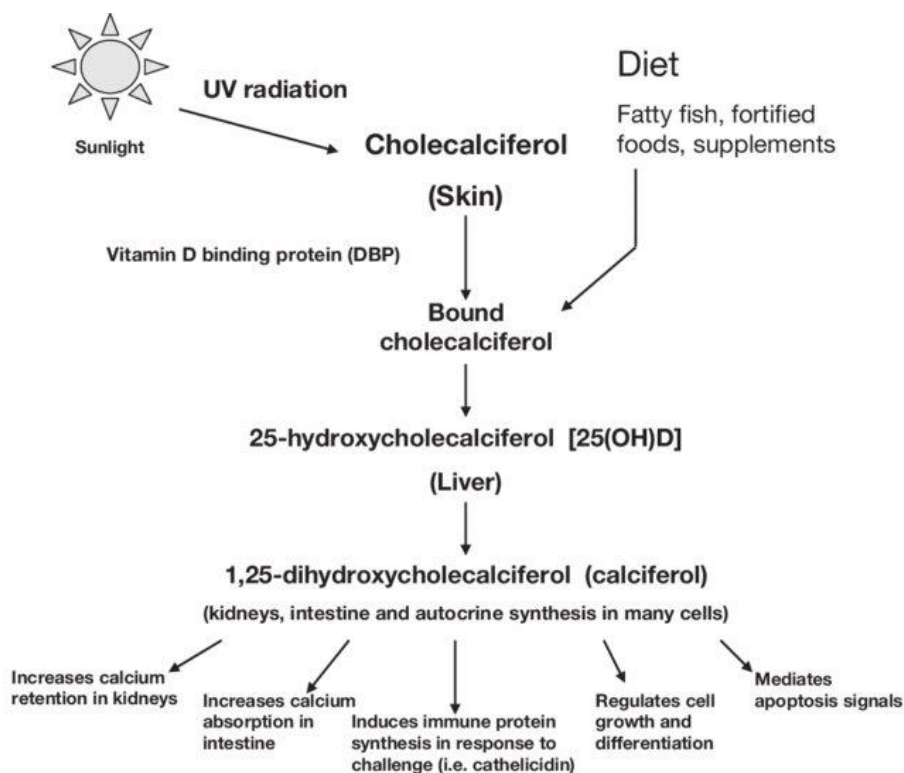 UV radiation
Sunlight
Diet
Fatty fish, fortified
foods, supplements
Cholecalciferol
(Skin)
Vitamin D binding protein (DBP)
Bound
cholecalciferol
25-hydroxycholecalciferol [25(OH)D]
(Liver)
1,25-dihydroxycholecalciferol (calciferol)
(kidneys, intestine and autocrine synthesis in many cells)
Increases calcium
retention in kidneys
Increases calcium
absorption in
intestine
Induces immune protein
synthesis in response to
challenge (i.e. cathelicidin)
Regulates cell
growth and
differentiation
Mediates
apoptosis signals